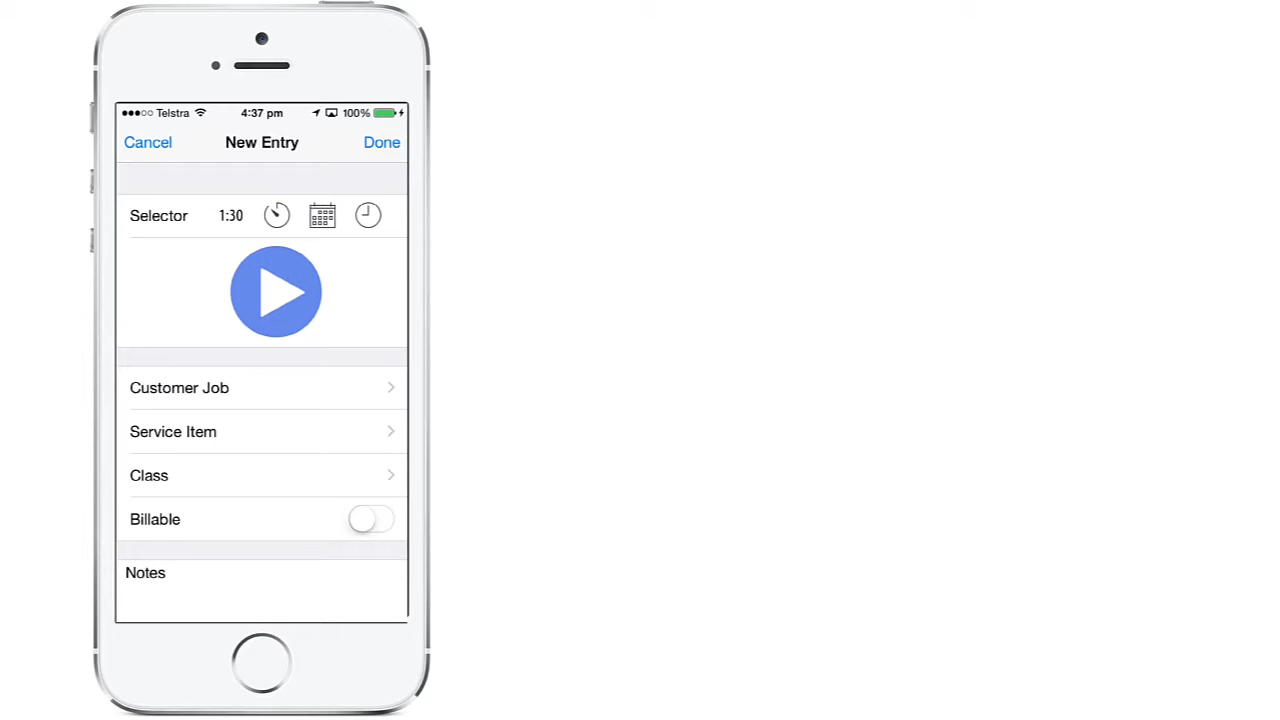 Telstra 4:37 pm 100%
Cancel New Entry Done
Selector 1:30
Customer Job
Service Item
Class
Billable
Notes